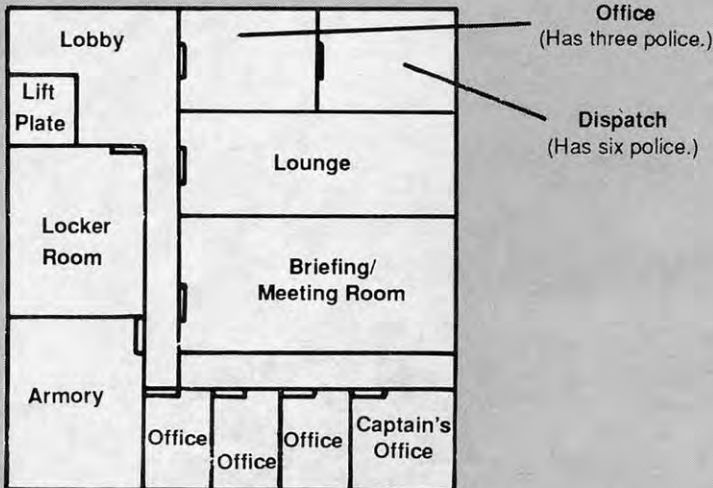 Lobby
Office
(Has three police.)
Lift
Plate
Dispatch
(Has six police.)
Lounge
Locker
Room
Briefing/
Meeting Room
Armory
Office
Office
Office
Captain's
Office